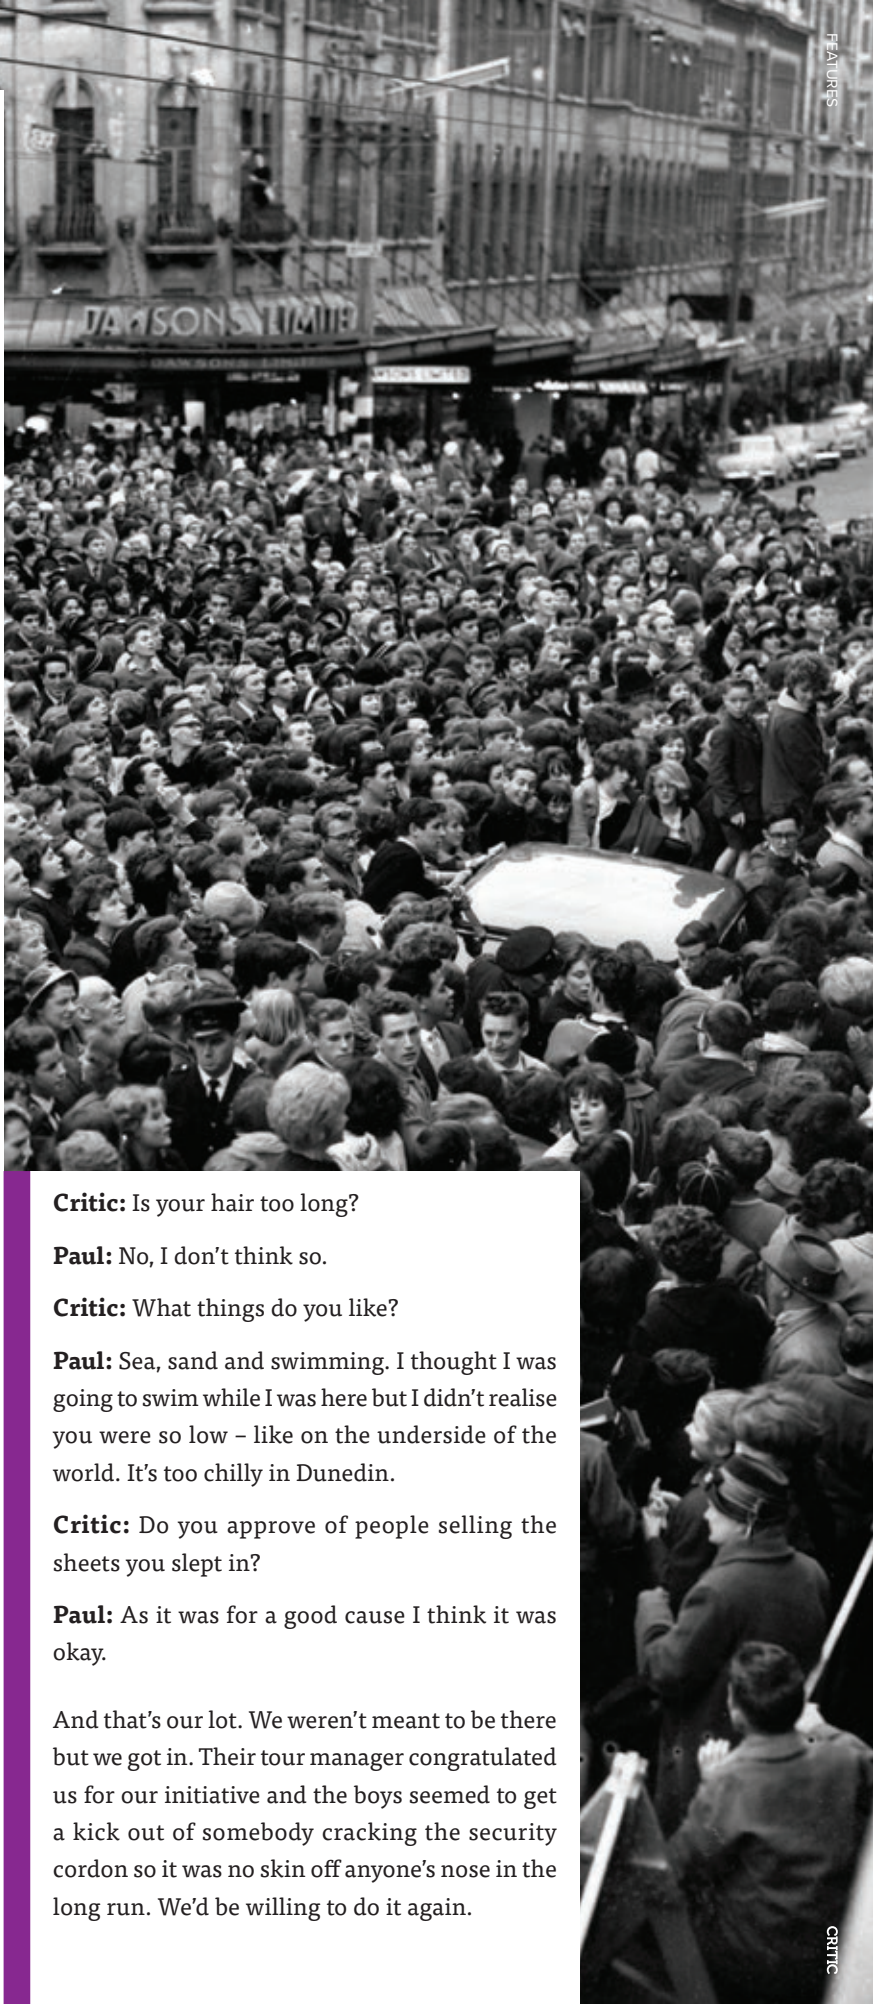 FEATURES
DAWSONS LIMITED
DAWSONS LIMITED
WSONS LIMITED
Critic: Is your hair too long?
Paul: No, I don’t think so.
Critic: What things do you like?
Paul: Sea, sand and swimming. I thought I was
going to swim while I was here but I didn’t realise
you were so low – like on the underside of the
world. It’s too chilly in Dunedin.
Critic: Do you approve of people selling the
sheets you slept in?
Paul: As it was for a good cause I think it was
okay.
And that’s our lot. We weren’t meant to be there
but we got in. Their tour manager congratulated
us for our initiative and the boys seemed to get
a kick out of somebody cracking the security
cordon so it was no skin off anyone’s nose in the
long run. We’d be willing to do it again.
CRITIC